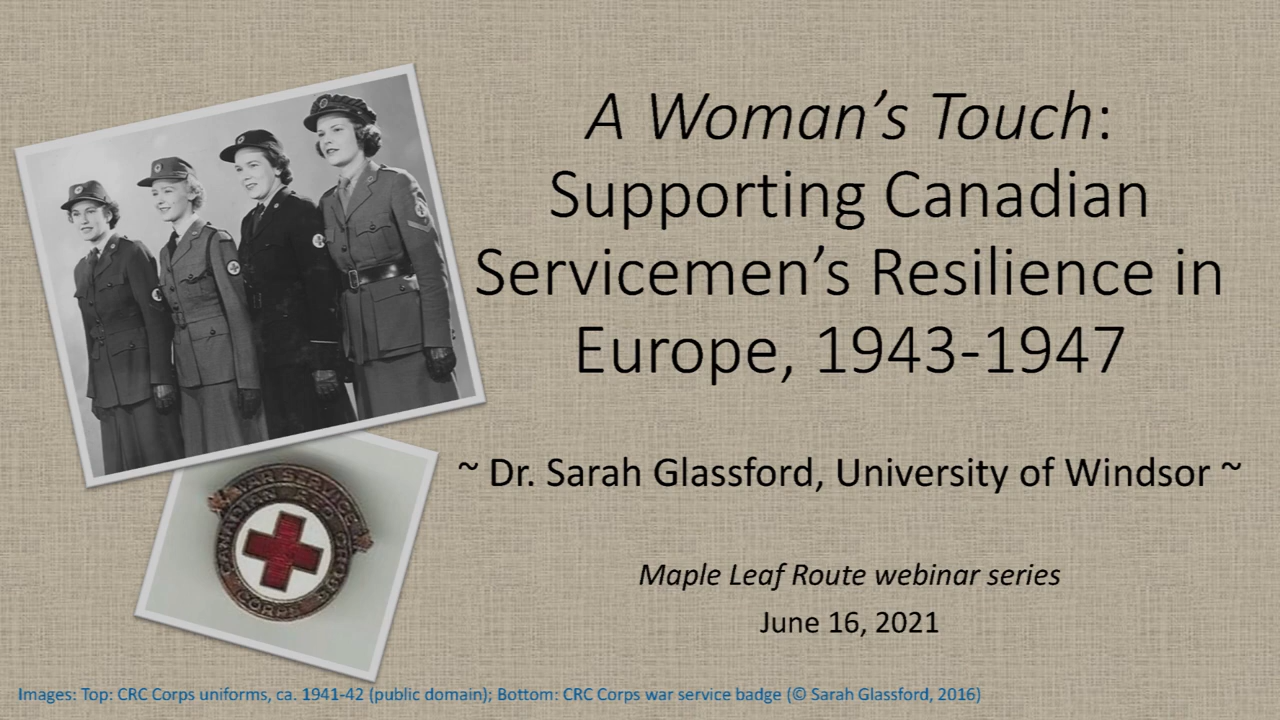 A Woman's Touch:
Supporting Canadian
Servicemen's Resilience in
Europe, 1943-1947
~ Dr. Sarah Glassford, University of Windsor ~
WAR SERVICE
CANADIAN RED CROSS
CORPS
Maple Leaf Route webinar series
June 16, 2021
Images: Top: CRC Corps uniforms, ca. 1941-42 (public domain); Bottom: CRC Corps war service badge (© Sarah Glassford, 2016)